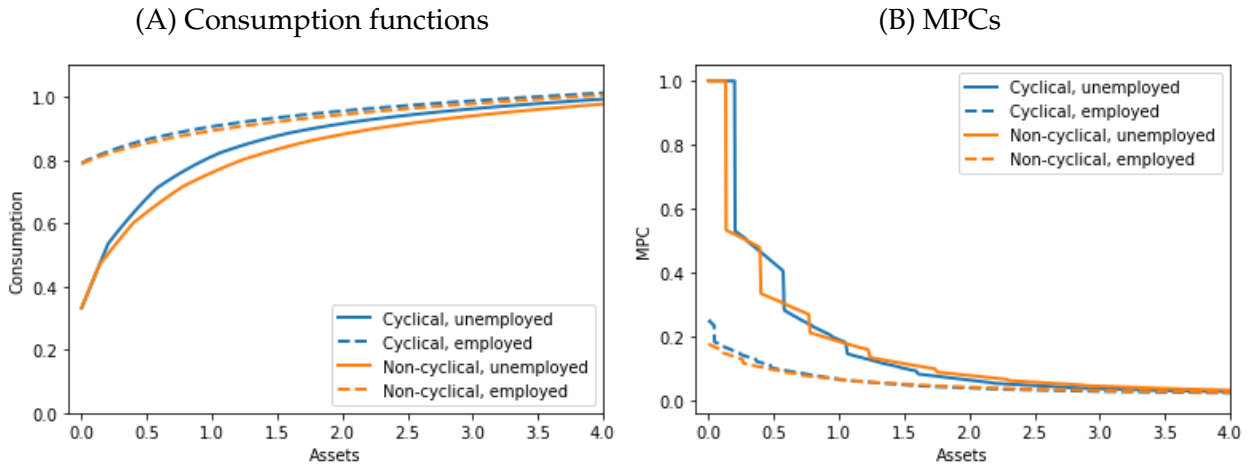 (A) Consumption functions
1.0
0.8
0.6
0.4
0.2
0.0
Consumption
0.0 0.5 1.0 1.5 2.0 2.5 3.0 3.5 4.0
Assets
Cyclical, unemployed
Cyclical, employed
Non-cyclical, unemployed
Non-cyclical, employed
(B) MPCs
1.0
0.8
0.6
0.4
0.2
0.0
MPC
0.0 0.5 1.0 1.5 2.0 2.5 3.0 3.5 4.0
Assets
Cyclical, unemployed
Cyclical, employed
Non-cyclical, unemployed
Non-cyclical, employed